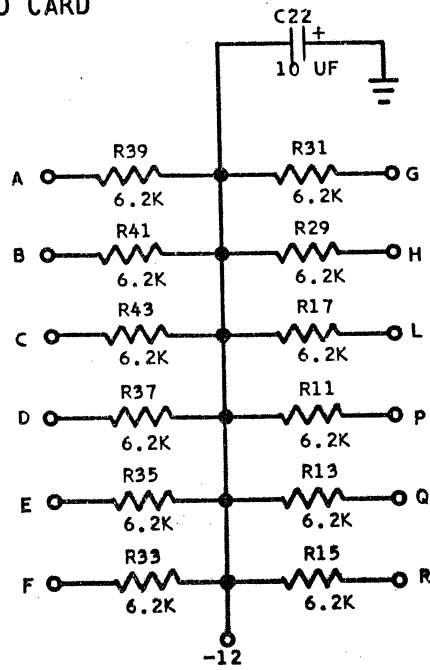 D CARD
C22
+
10 UF
R39 R31
A G
6.2K 6.2K
R41 R29
B H
6.2K 6.2K
R43 R17
C L
6.2K 6.2K
R37 R11
D P
6.2K 6.2K
R35 R13
E Q
6.2K 6.2K
R33 R15
F R
6.2K 6.2K
-12